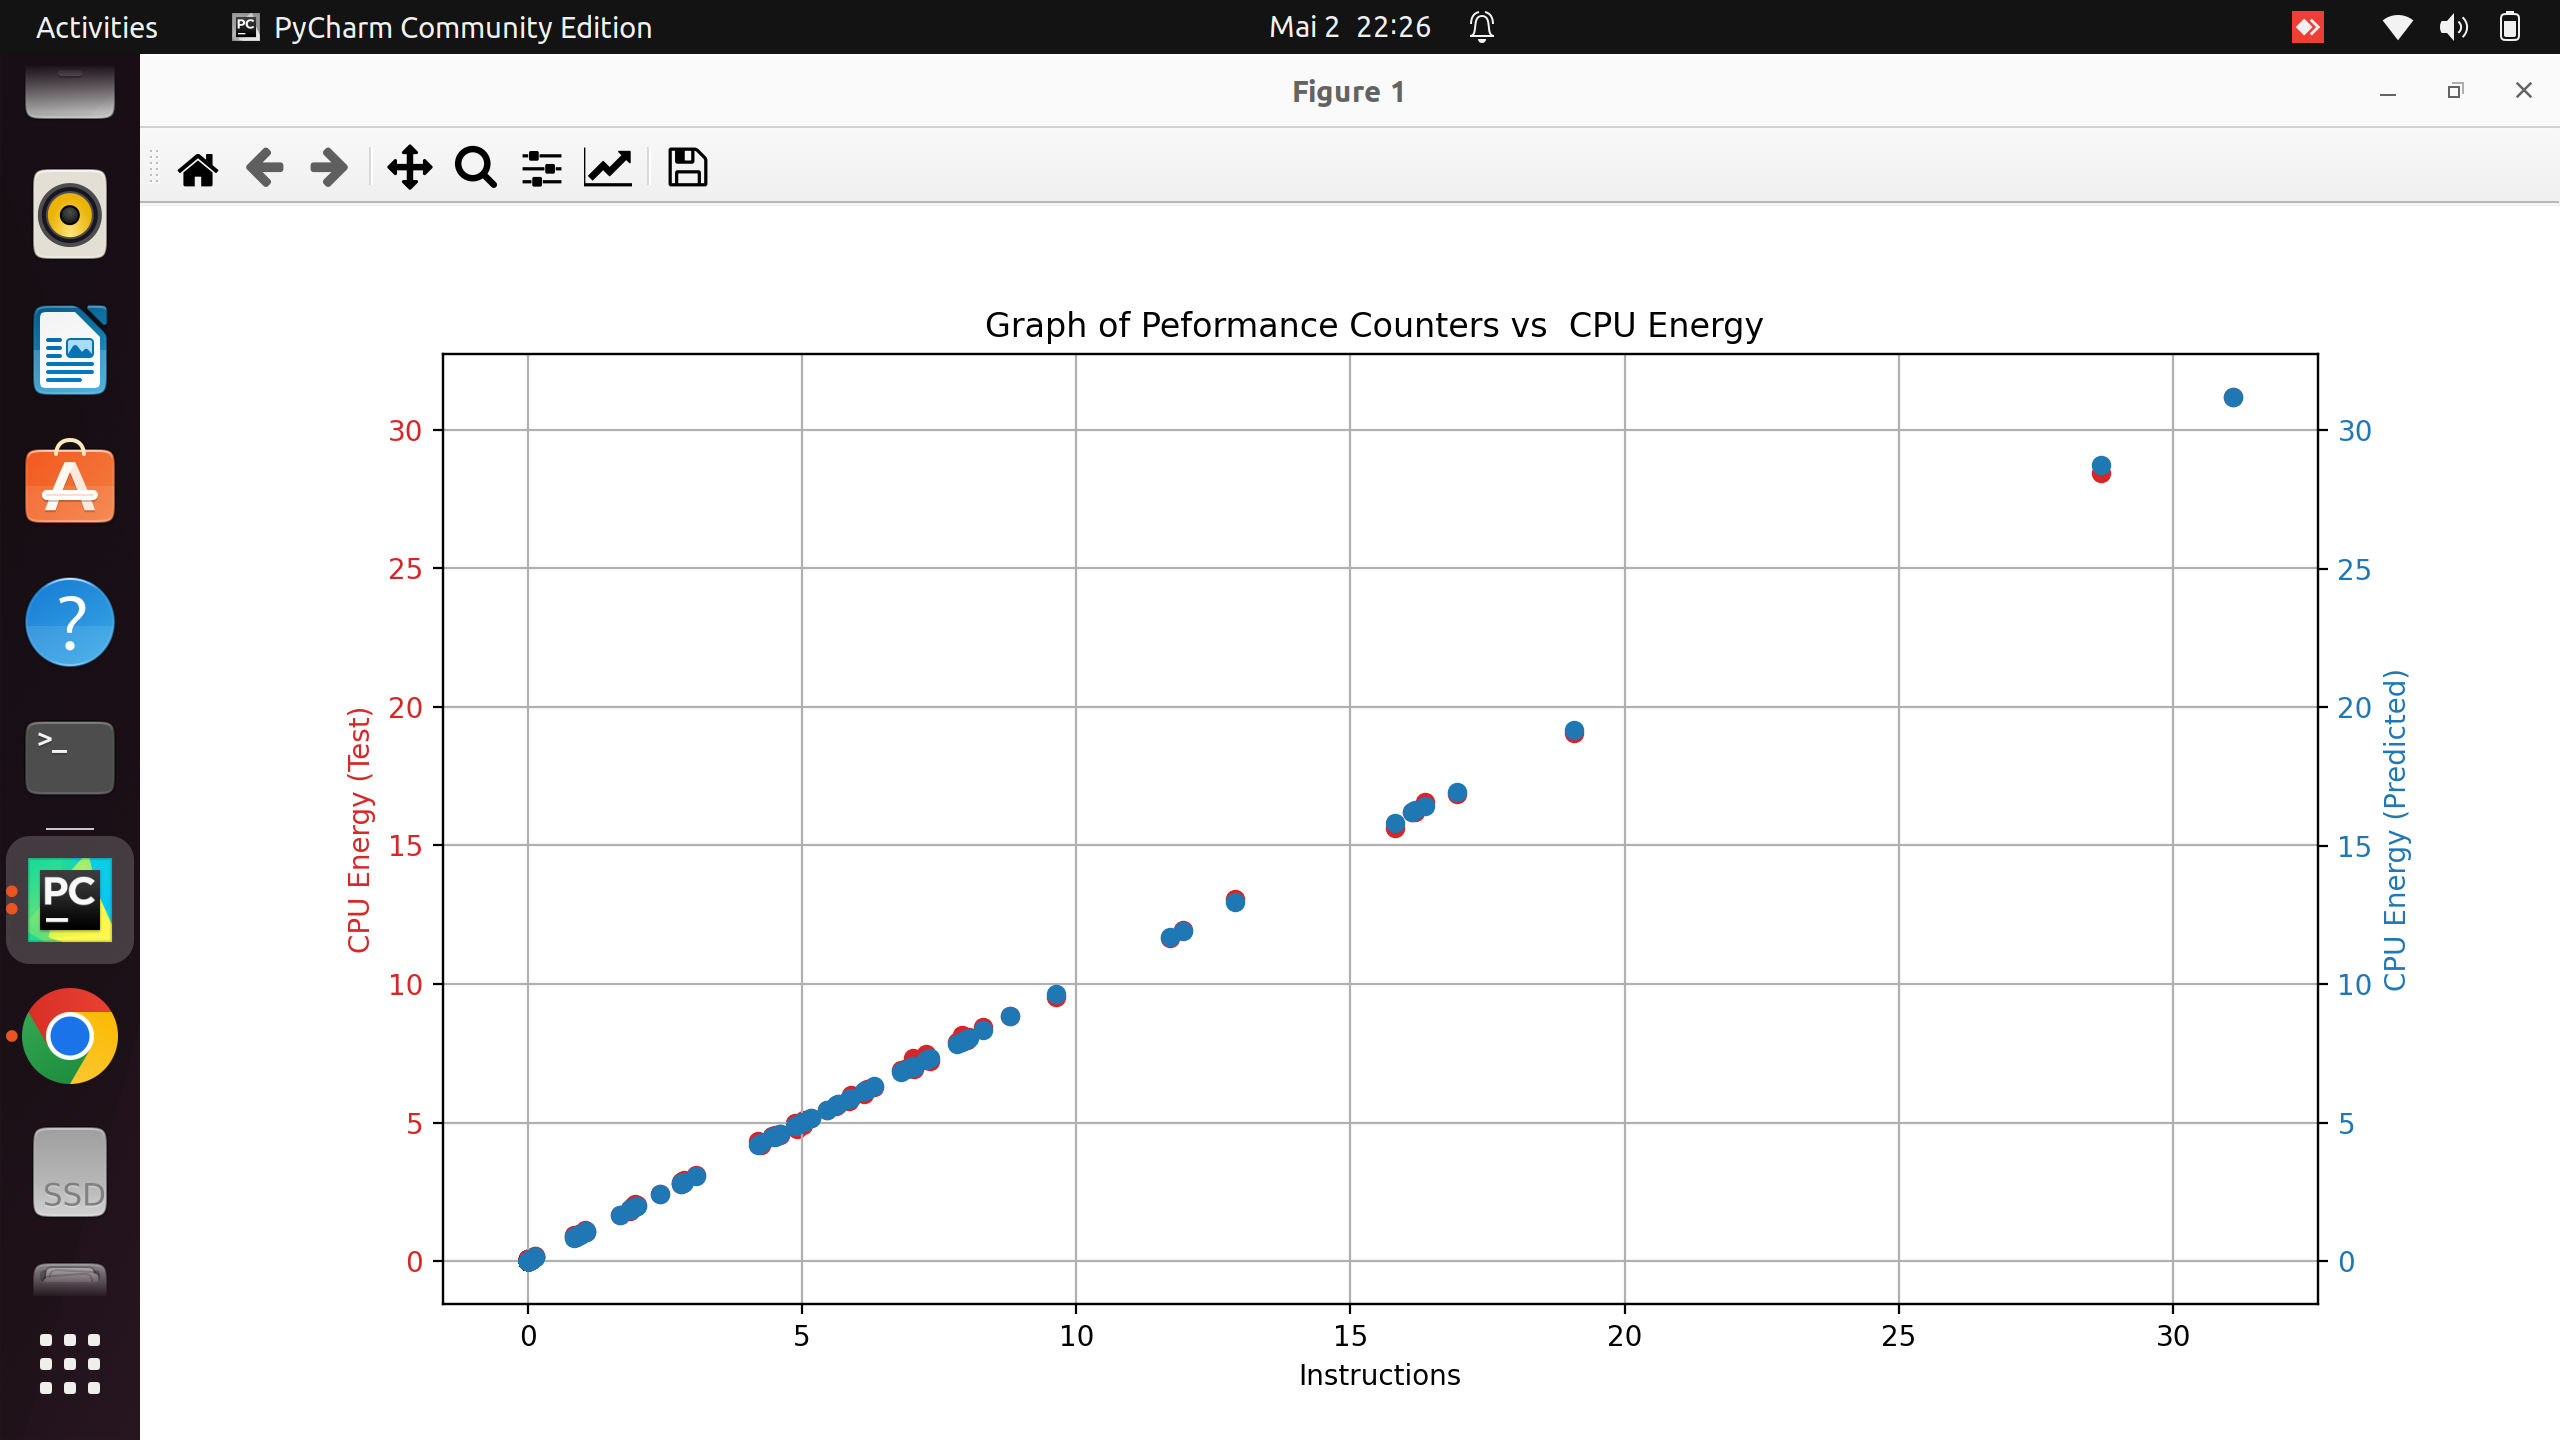 Activities
PyCharm Community Edition
Mai 2 22:26
Figure 1
Graph of Peformance Counters vs  CPU Energy
30
25
20
15
10
5
0
CPU Energy (Test)
30
25
20
15
10
5
0
CPU Energy (Predicted)
0 5 10 15 20 25 30
Instructions
A
?
>_
PC
SSD